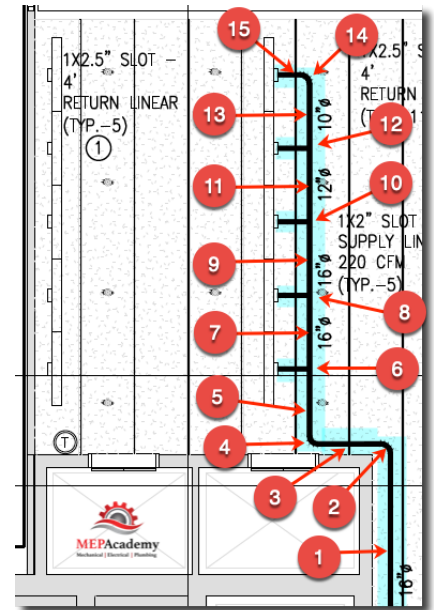 15
14
1X2.5" SLOT –
4'
RETURN LINEAR
(TYP.–5)
1
1X2.5" S
4'
RETURN
(T
13
10"ø
12
11
12"ø
10
1X2" SLOT
SUPPLY LIN
220 CFM
(TYP.–5)
9
16"ø
8
7
16"ø
6
5
4
T
3
2
MEPAcademy
Mechanical | Electrical | Plumbing
1
16"ø